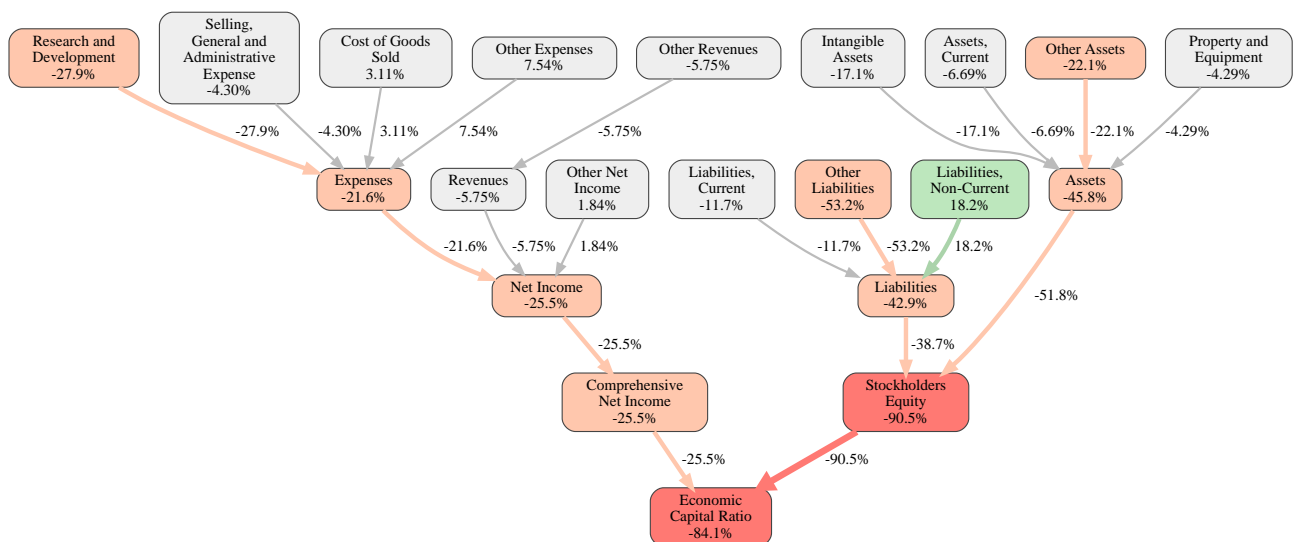 Research and
Development
-27.9%
Selling,
General and
Administrative
Expense
-4.30%
Cost of Goods
Sold
3.11%
Other Expenses
7.54%
Other Revenues
-5.75%
Intangible
Assets
-17.1%
Assets,
Current
-6.69%
Other Assets
-22.1%
Property and
Equipment
-4.29%
-27.9%
-4.30%
3.11%
7.54%
-5.75%
-17.1%
-6.69%
-22.1%
-4.29%
Expenses
-21.6%
Revenues
-5.75%
Other Net
Income
1.84%
Liabilities,
Current
-11.7%
Other
Liabilities
-53.2%
Liabilities,
Non-Current
18.2%
Assets
-45.8%
-21.6%
-5.75%
1.84%
-11.7%
-53.2%
18.2%
-51.8%
Net Income
-25.5%
Liabilities
-42.9%
-25.5%
-38.7%
Comprehensive
Net Income
-25.5%
Stockholders
Equity
-90.5%
-25.5%
-90.5%
Economic
Capital Ratio
-84.1%